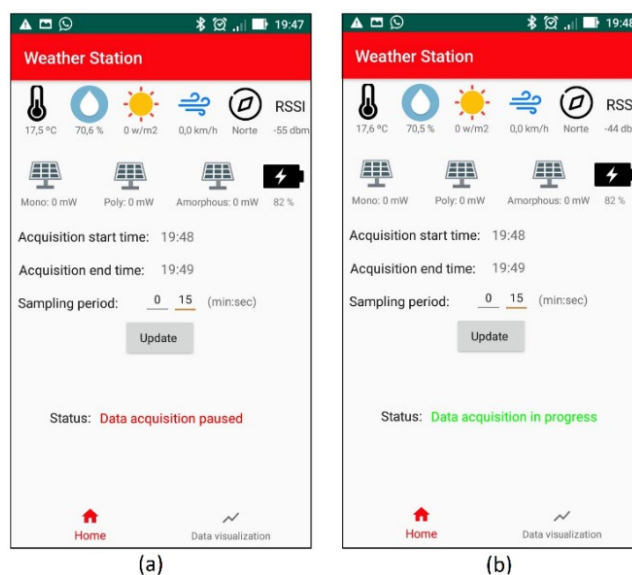 19:47
Weather Station
RSSI
17,5 ºC 70,6 % 0 w/m2 0,0 km/h Norte -55 dbm
Mono: 0 mW Poly: 0 mW Amorphous: 0 mW 82 %
Acquisition start time: 19:48
Acquisition end time: 19:49
Sampling period: 0 15 (min:sec)
Update
Status: Data acquisition paused
Home Data visualization
(a)
19:48
Weather Station
RSSI
17,6 ºC 70,5 % 0 w/m2 0,0 km/h Norte -44 dbm
Mono: 0 mW Poly: 0 mW Amorphous: 0 mW 82 %
Acquisition start time: 19:48
Acquisition end time: 19:49
Sampling period: 0 15 (min:sec)
Update
Status: Data acquisition in progress
Home Data visualization
(b)